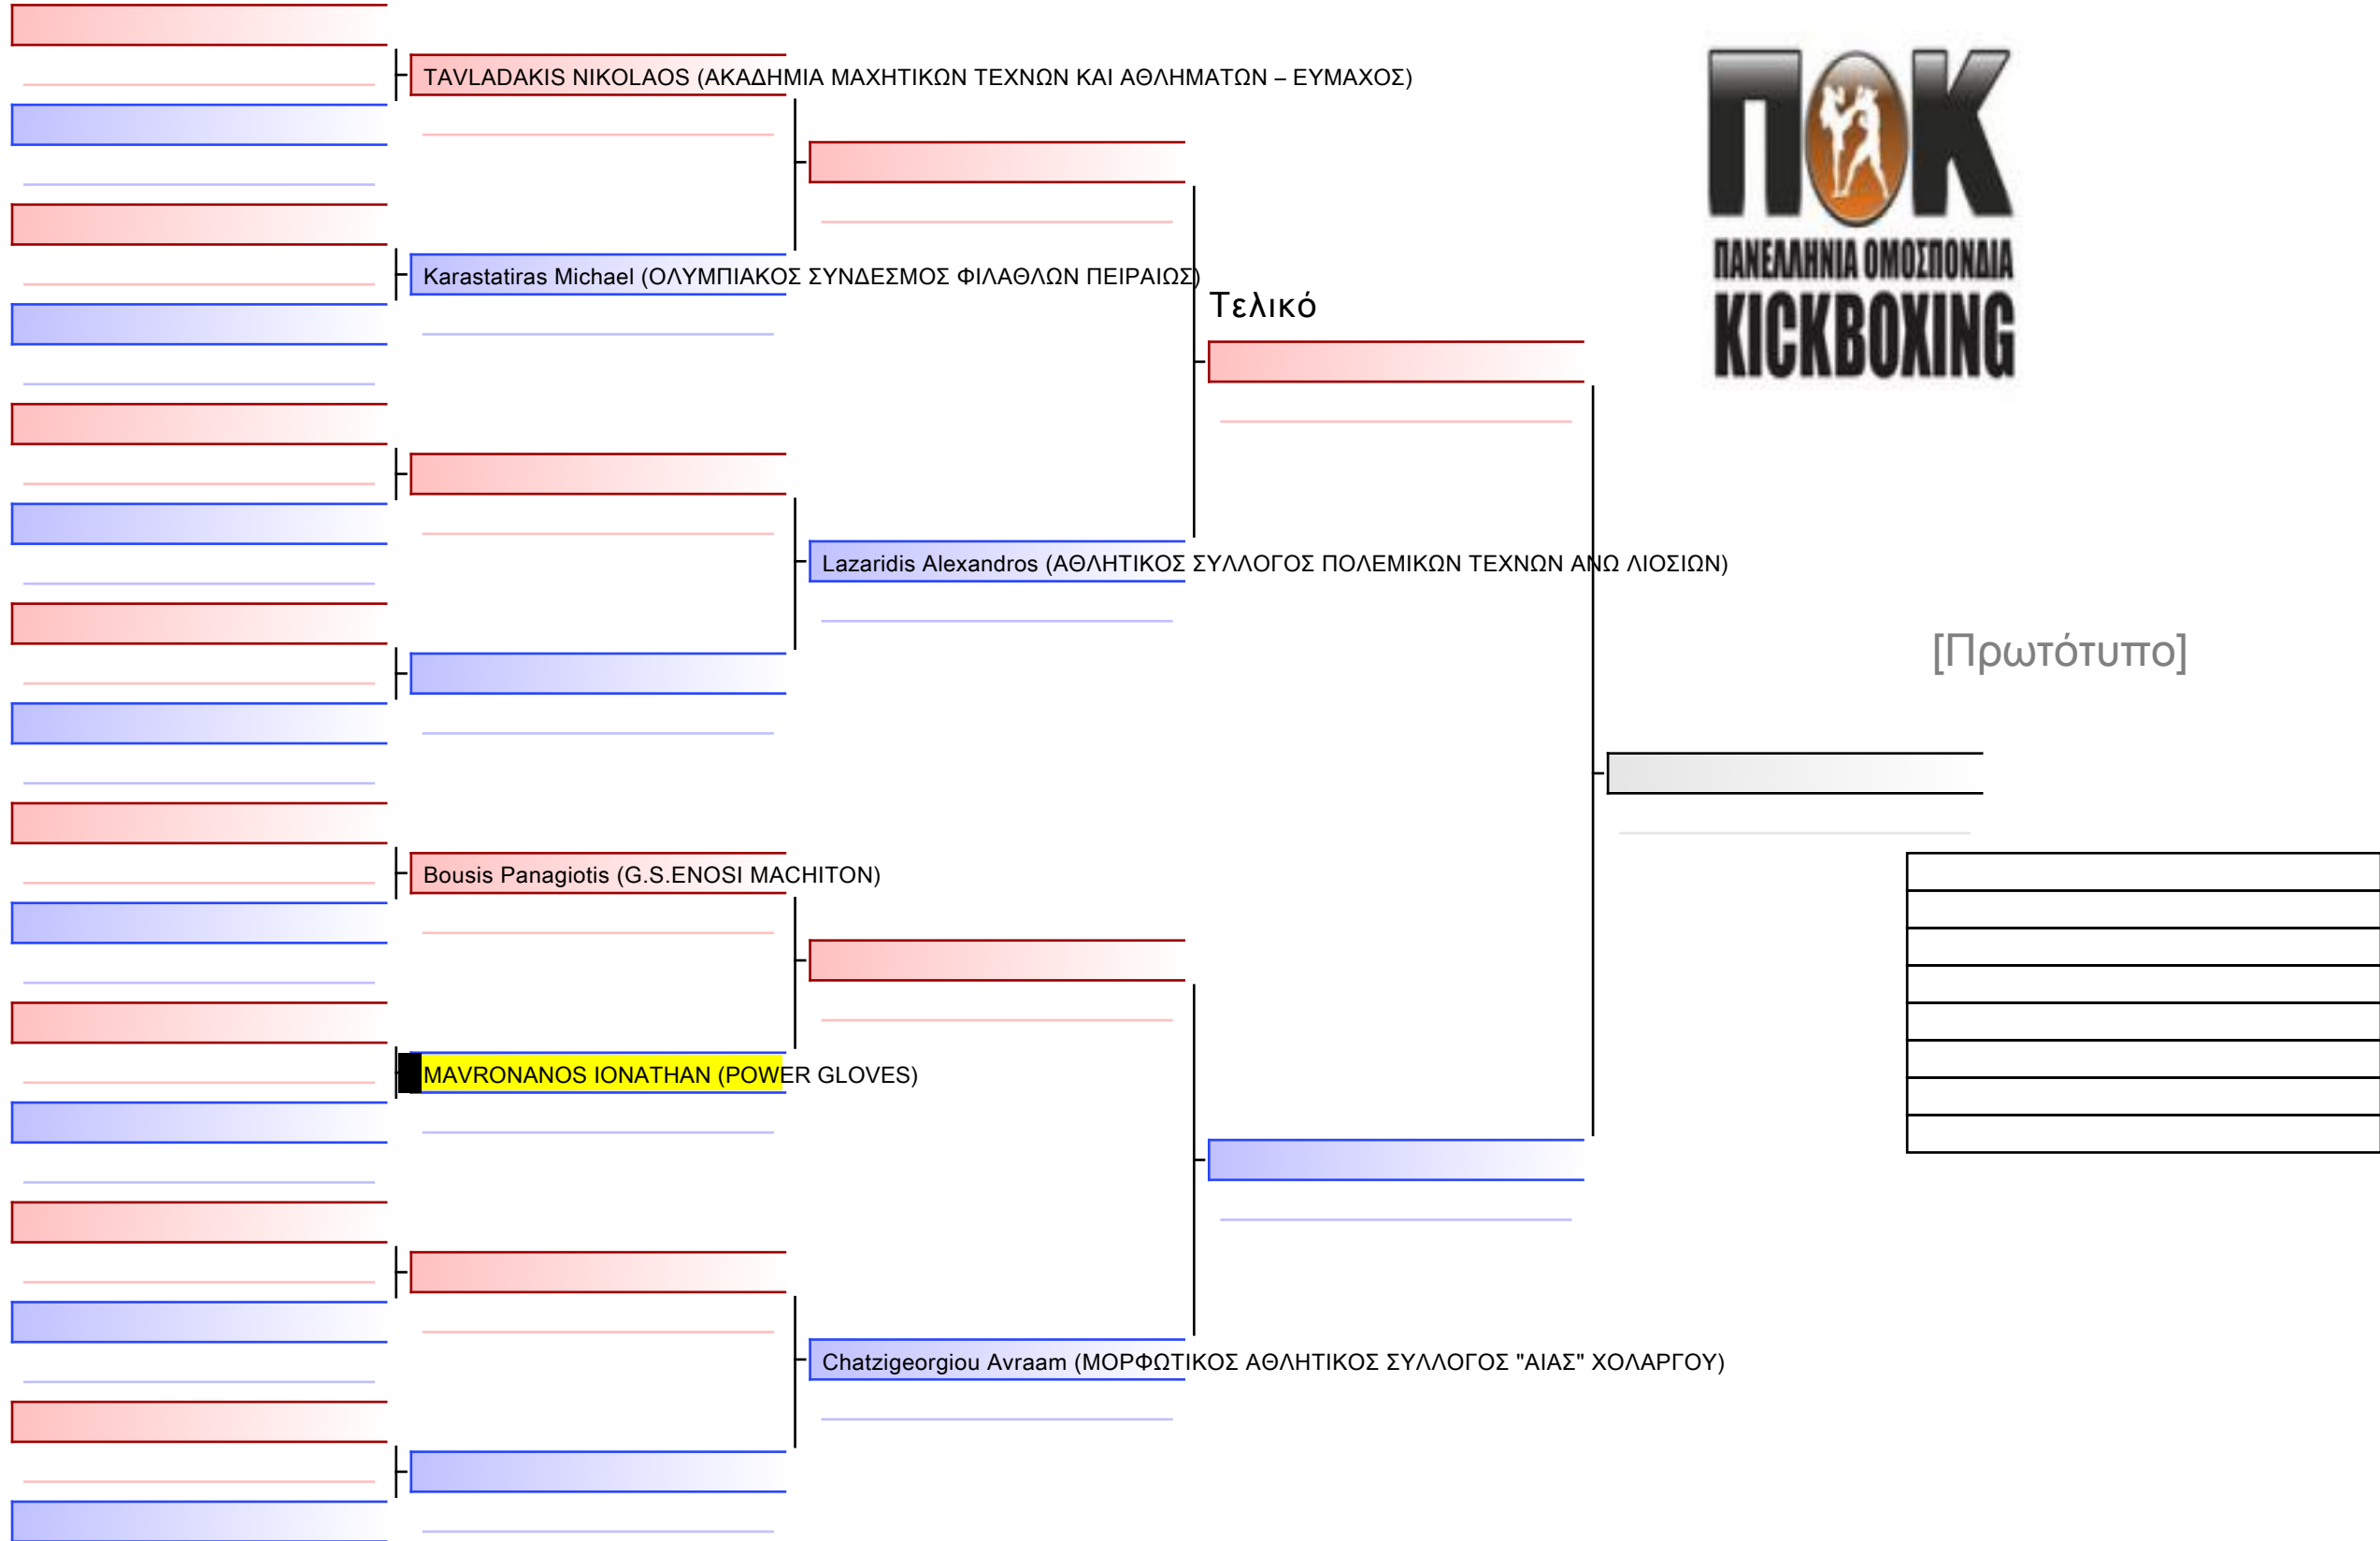 TAVLADAKIS NIKOLAOS (ΑΚΑΔΗΜΙΑ ΜΑΧΗΤΙΚΩΝ ΤΕΧΝΩΝ ΚΑΙ ΑΘΛΗΜΑΤΩΝ – ΕΥΜΑΧΟΣ)
ΠΟΚ
ΠΑΝΕΛΛΗΝΙΑ ΟΜΟΣΠΟΝΔΙΑ
KICKBOXING
Karastatiras Michael (ΟΛΥΜΠΙΑΚΟΣ ΣΥΝΔΕΣΜΟΣ ΦΙΛΑΘΛΩΝ ΠΕΙΡΑΙΩΣ)
Τελικό
Lazaridis Alexandros (ΑΘΛΗΤΙΚΟΣ ΣΥΛΛΟΓΟΣ ΠΟΛΕΜΙΚΩΝ ΤΕΧΝΩΝ ΑΝΩ ΛΙΟΣΙΩΝ)
[Πρωτότυπο]
Bousis Panagiotis (G.S.ENOSI MACHITON)
MAVRONANOS IONATHAN (POWER GLOVES)
Chatzigeorgiou Avraam (ΜΟΡΦΩΤΙΚΟΣ ΑΘΛΗΤΙΚΟΣ ΣΥΛΛΟΓΟΣ "ΑΙΑΣ" ΧΟΛΑΡΓΟΥ)